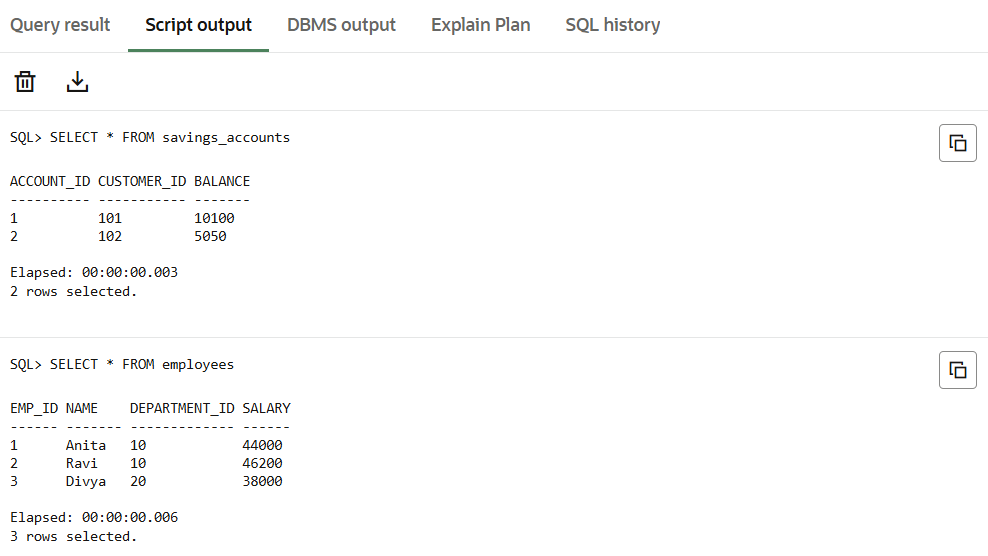 Query result Script output DBMS output Explain Plan SQL history
SQL> SELECT * FROM savings_accounts
ACCOUNT_ID CUSTOMER_ID BALANCE
---------- ----------- -------
1          101         10100
2          102         5050
Elapsed: 00:00:00.003
2 rows selected.
SQL> SELECT * FROM employees
EMP_ID NAME    DEPARTMENT_ID SALARY
------ ------- ------------- ------
1      Anita   10            44000
2      Ravi    10            46200
3      Divya   20            38000
Elapsed: 00:00:00.006
3 rows selected.